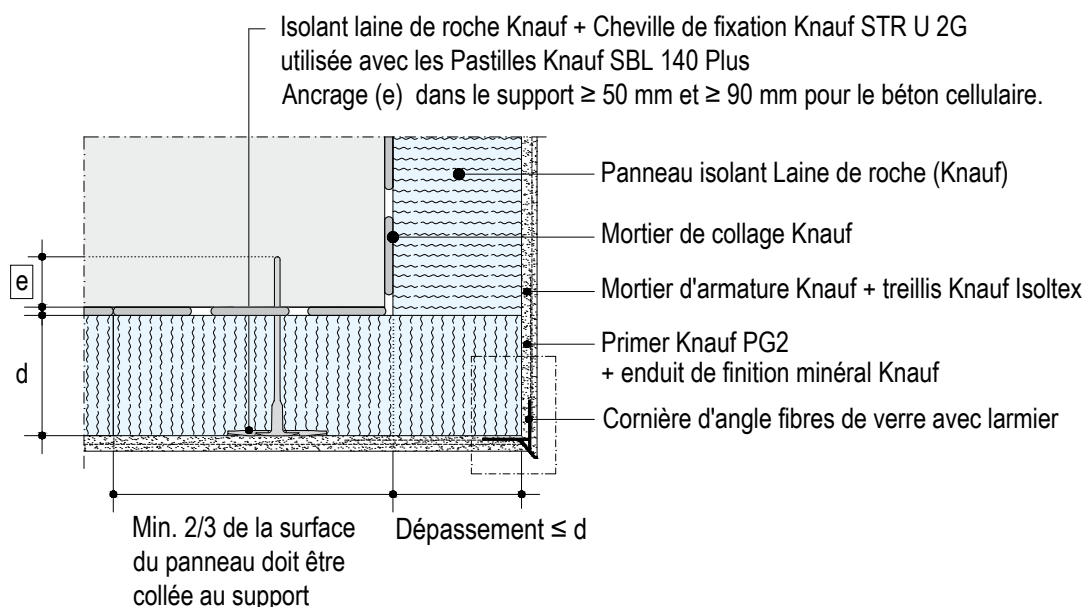 Isolant laine de roche Knauf + Cheville de fixation Knauf STR U 2G
utilisée avec les Pastilles Knauf SBL 140 Plus
Ancrage (e) dans le support ≥ 50 mm et ≥ 90 mm pour le béton cellulaire.
Panneau isolant Laine de roche (Knauf)
Mortier de collage Knauf
e
Mortier d'armature Knauf + treillis Knauf Isoltex
Primer Knauf PG2
+ enduit de finition minéral Knauf
d
Cornière d'angle fibres de verre avec larmier
Min. 2/3 de la surface
du panneau doit être
collée au support
Dépassement ≤ d